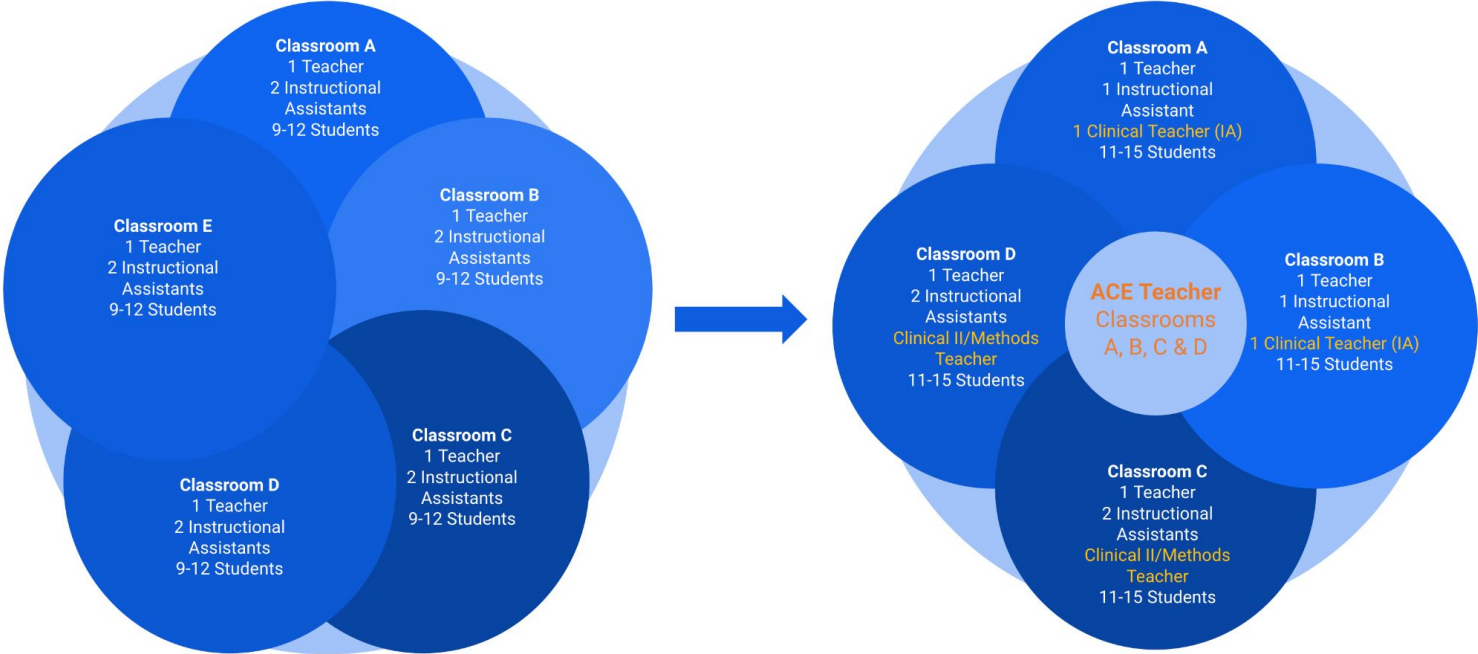 Classroom A
1 Teacher
2 Instructional
Assistants
9-12 Students
Classroom B
1 Teacher
2 Instructional
Assistants
9-12 Students
Classroom E
1 Teacher
2 Instructional
Assistants
9-12 Students
Classroom C
1 Teacher
2 Instructional
Assistants
9-12 Students
Classroom D
1 Teacher
2 Instructional
Assistants
9-12 Students
Classroom A
1 Teacher
1 Instructional
Assistant
1 Clinical Teacher (IA)
11-15 Students
Classroom D
1 Teacher
2 Instructional
Assistants
Clinical II/Methods
Teacher
11-15 Students
ACE Teacher
Classrooms
A, B, C & D
Classroom B
1 Teacher
1 Instructional
Assistant
1 Clinical Teacher (IA)
11-15 Students
Classroom C
1 Teacher
2 Instructional
Assistants
Clinical II/Methods
Teacher
11-15 Students